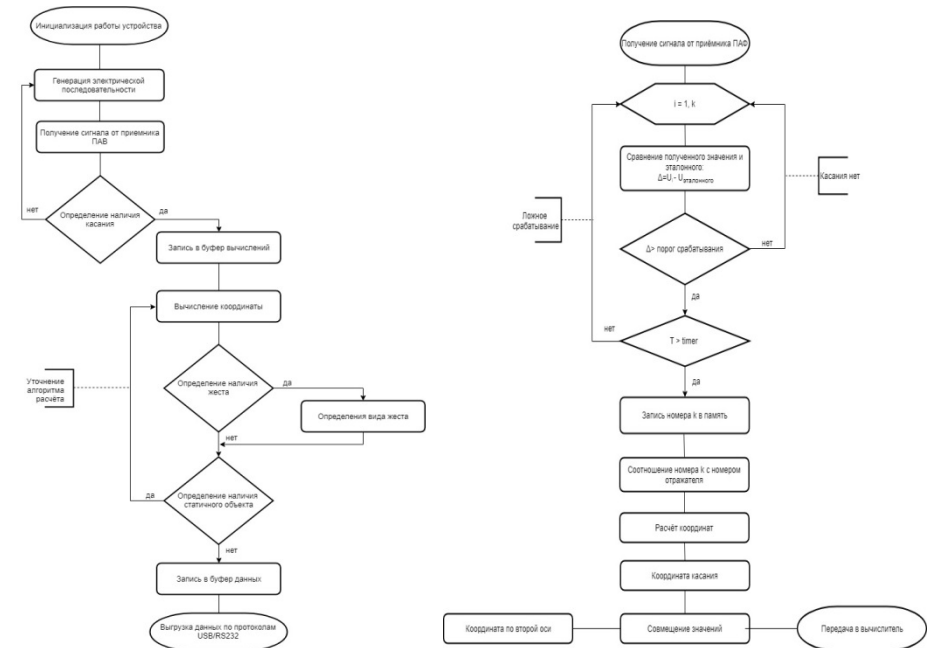 Инициализация работы устройства
Генерация электрической
последовательности
Получение сигнала от приемника
ПАВ
Определение наличия
касания
нет
да
Запись в буфер вычислений
Вычисление координаты
Уточнение
алгоритма
расчёта
Определение наличия
жеста
да
Определения вида жеста
нет
Определение наличия
статичного объекта
да
нет
Запись в буфер данных
Выгрузка данных по протоколам
USB/RS232
Получение сигнала от приёмника ПАФ
i = 1, k
Сравнение полученного значения и
эталонного:
Δ=Uᵢ- Uэталонного
Касания нет
Ложное
срабатывание
Δ> порог срабатывания
нет
да
T > timer
нет
да
Запись номера k в память
Соотношение номера k с номером
отражателя
Расчёт координат
Координата касания
Координата по второй оси
Совмещение значений
Передача в вычислитель